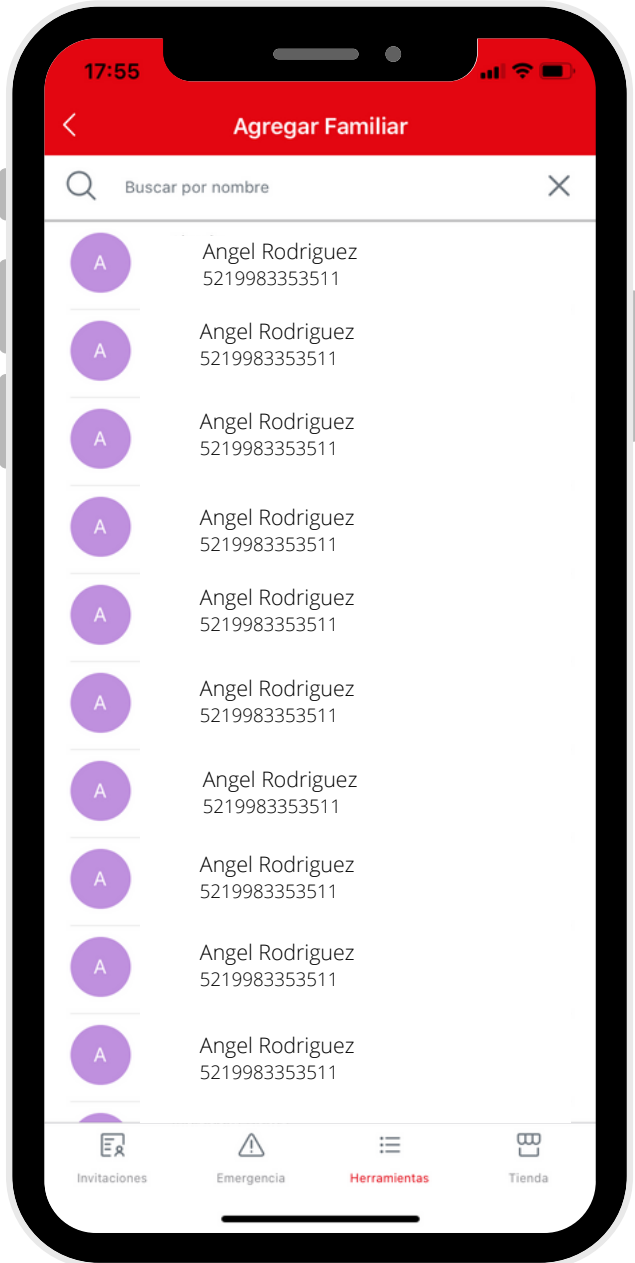 17:55
Agregar Familiar
Buscar por nombre
A
Angel Rodriguez
5219983353511
A
Angel Rodriguez
5219983353511
A
Angel Rodriguez
5219983353511
A
Angel Rodriguez
5219983353511
A
Angel Rodriguez
5219983353511
A
Angel Rodriguez
5219983353511
A
Angel Rodriguez
5219983353511
A
Angel Rodriguez
5219983353511
A
Angel Rodriguez
5219983353511
A
Angel Rodriguez
5219983353511
Invitaciones Emergencia Herramientas Tienda